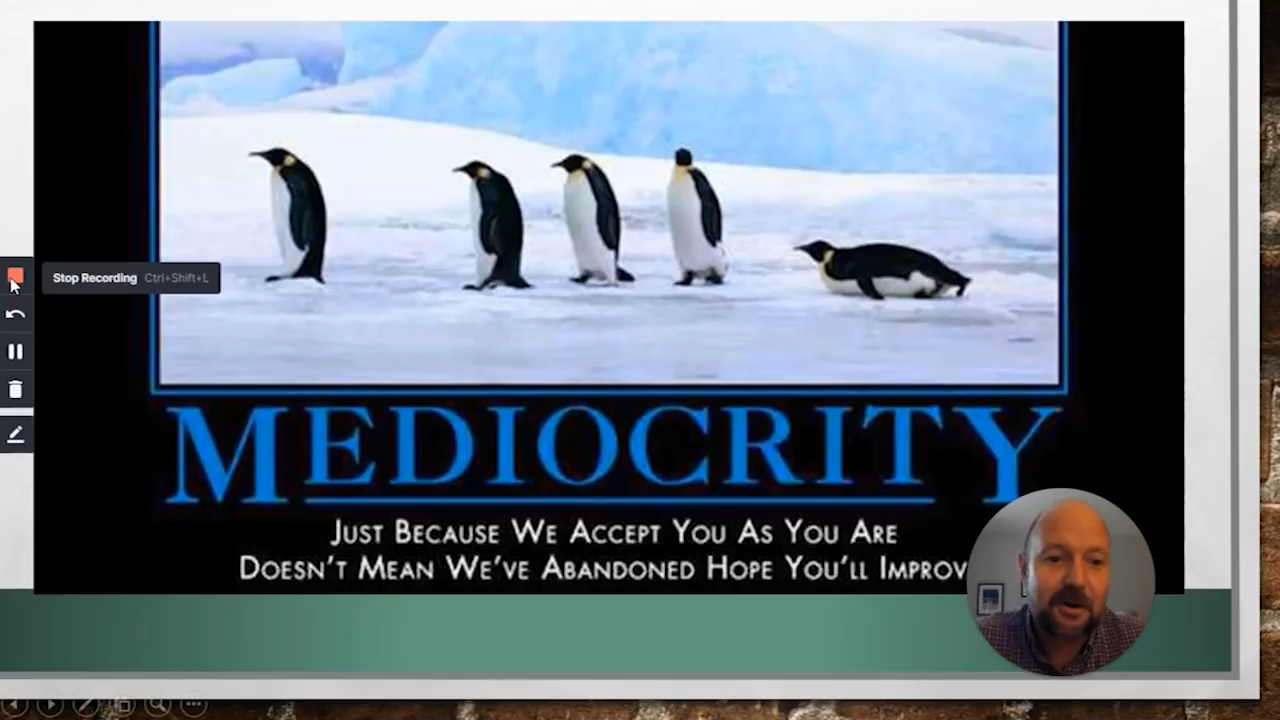 Stop Recording Ctrl+Shift+L
MEDIOCRITY
JUST BECAUSE WE ACCEPT YOU AS YOU ARE
DOESN'T MEAN WE'VE ABANDONED HOPE YOU'LL